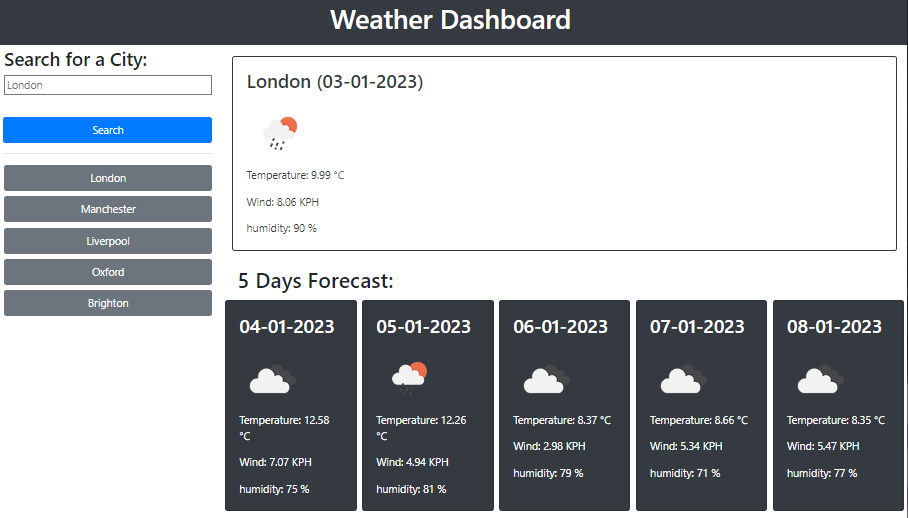 Weather Dashboard
Search for a City:
London
Search
London
Manchester
Liverpool
Oxford
Brighton
London (03-01-2023)
Temperature: 9.99 °C
Wind: 8.06 KPH
humidity: 90 %
5 Days Forecast:
04-01-2023
Temperature: 12.58
°C
Wind: 7.07 KPH
humidity: 75 %
05-01-2023
Temperature: 12.26
°C
Wind: 4.94 KPH
humidity: 81 %
06-01-2023
Temperature: 8.37 °C
Wind: 2.98 KPH
humidity: 79 %
07-01-2023
Temperature: 8.66 °C
Wind: 5.34 KPH
humidity: 71 %
08-01-2023
Temperature: 8.35 °C
Wind: 5.47 KPH
humidity: 77 %